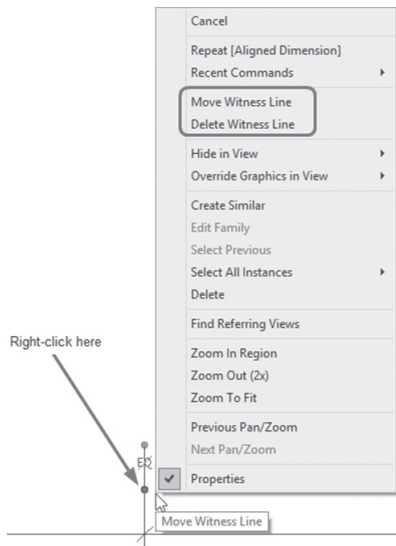 Cancel
Repeat [Aligned Dimension]
Recent Commands
Move Witness Line
Delete Witness Line
Hide in View
Override Graphics in View
Create Similar
Edit Family
Select Previous
Select All Instances
Delete
Find Referring Views
Right-click here
Zoom In Region
Zoom Out (2x)
Zoom To Fit
Previous Pan/Zoom
Next Pan/Zoom
EQ
Properties
Move Witness Line